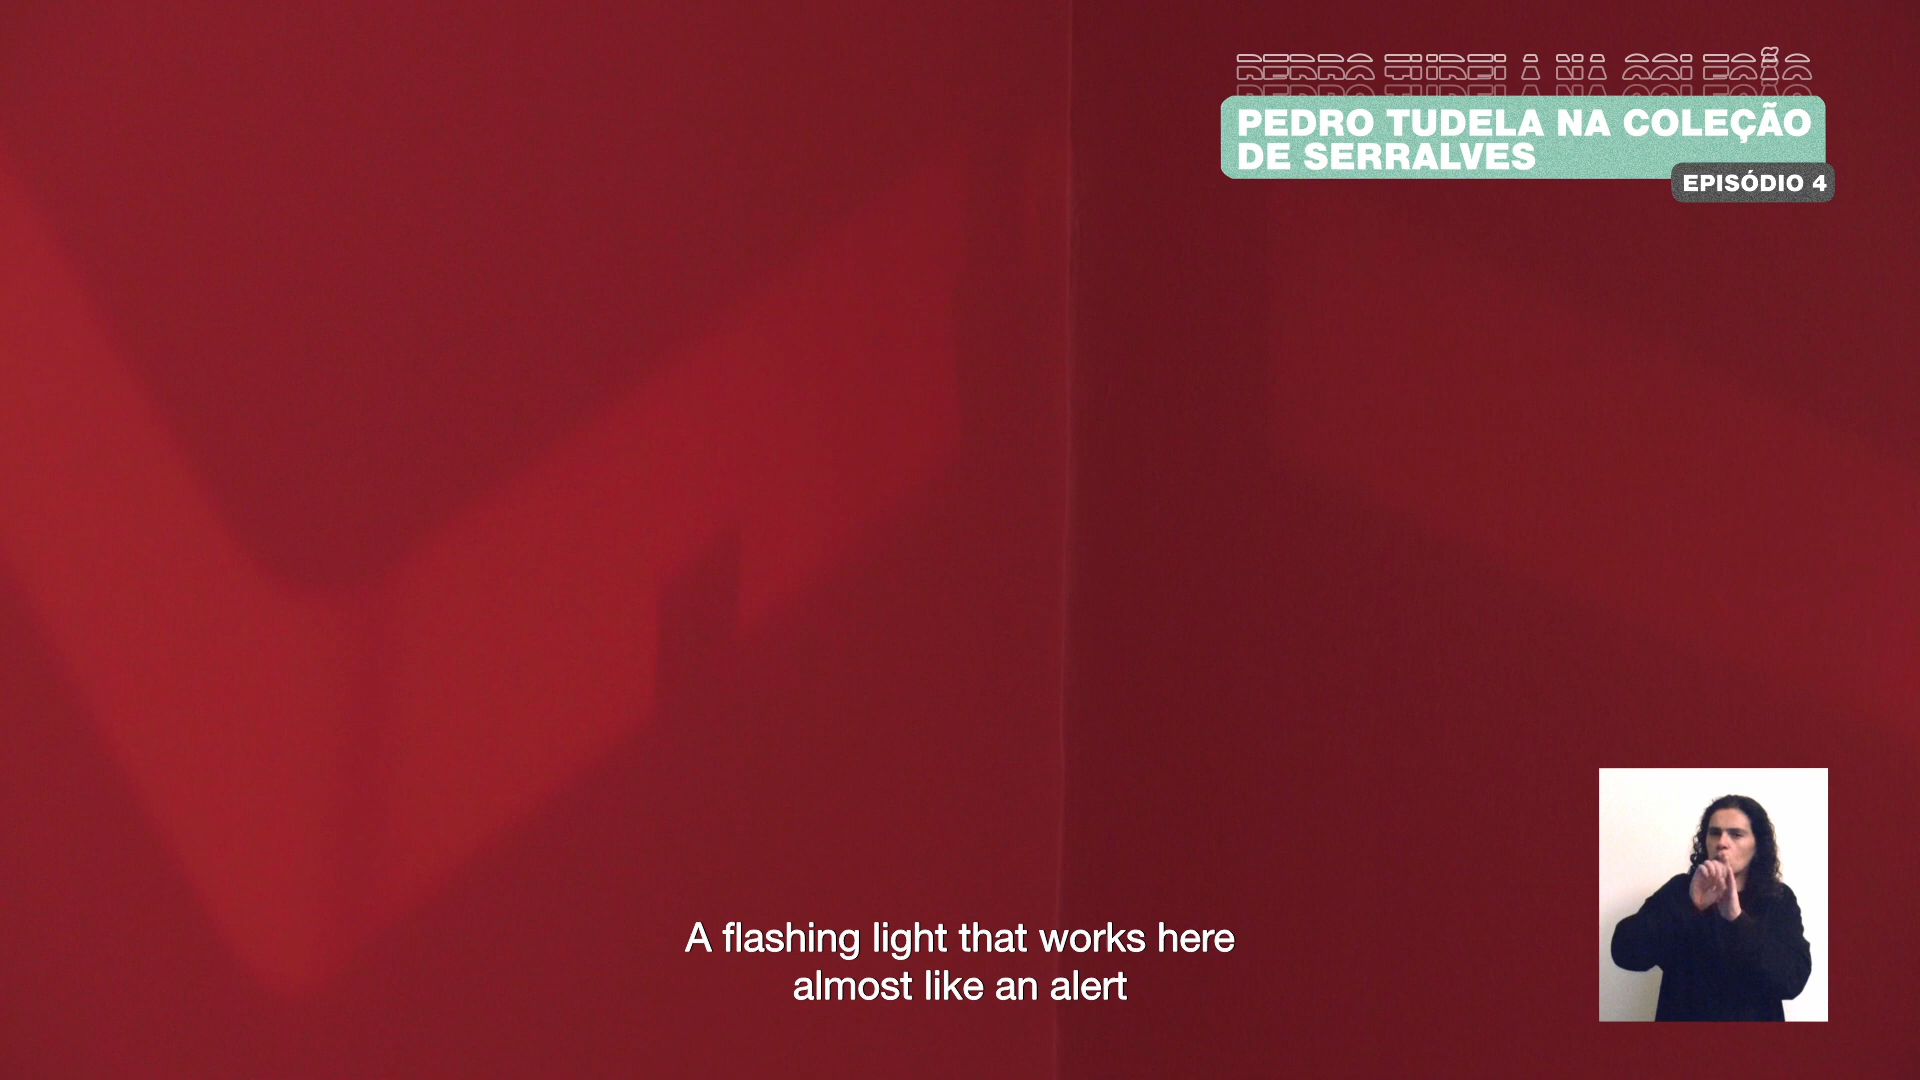 PEDRO TUDELA NA COLEÇÃO
DE SERRALVES
EPISÓDIO 4
A flashing light that works here
almost like an alert